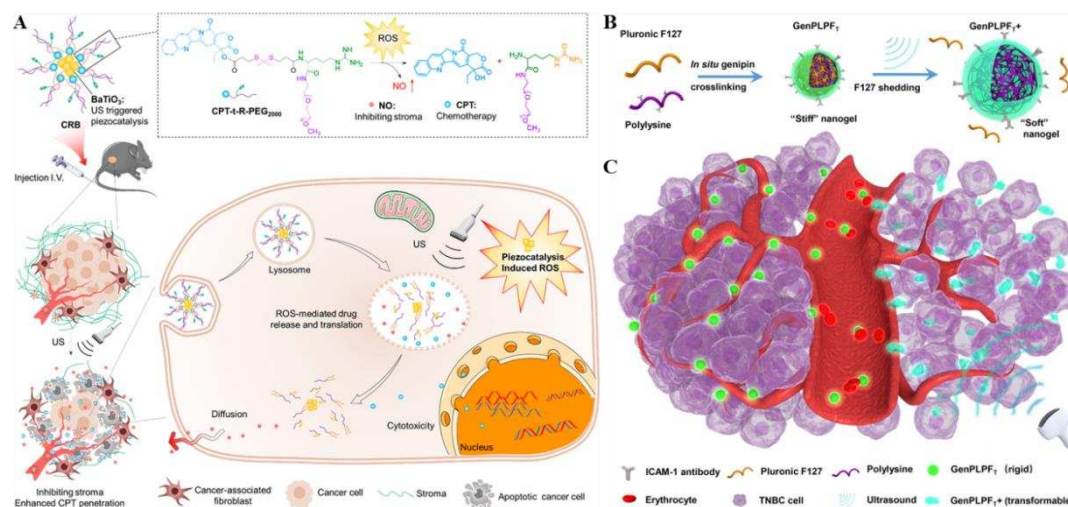 A
ROS
BaTiO3:
US triggered
piezocatalysis
CRB
CPT-t-R-PEG2000
NO↑
NO:
Inhibiting stroma
CPT:
Chemotherapy
CH3
Injection I.V.
US
Lysosome
US
Piezocatalysis
Induced ROS
ROS-mediated drug
release and translation
Diffusion
Cytotoxicity
Nucleus
Inhibiting stroma
Enhanced CPT penetration
Cancer-associated
fibroblast
Cancer cell
Stroma
Apoptotic cancer cell
B
Pluronic F127
Polylysine
In situ genipin
crosslinking
GenPLPFT
"Stiff" nanogel
F127 shedding
GenPLPFT+
"Soft"
nanogel
C
ICAM-1 antibody
Pluronic F127
Polylysine
GenPLPFT (rigid)
Erythrocyte
TNBC cell
Ultrasound
GenPLPFT+ (transformable)